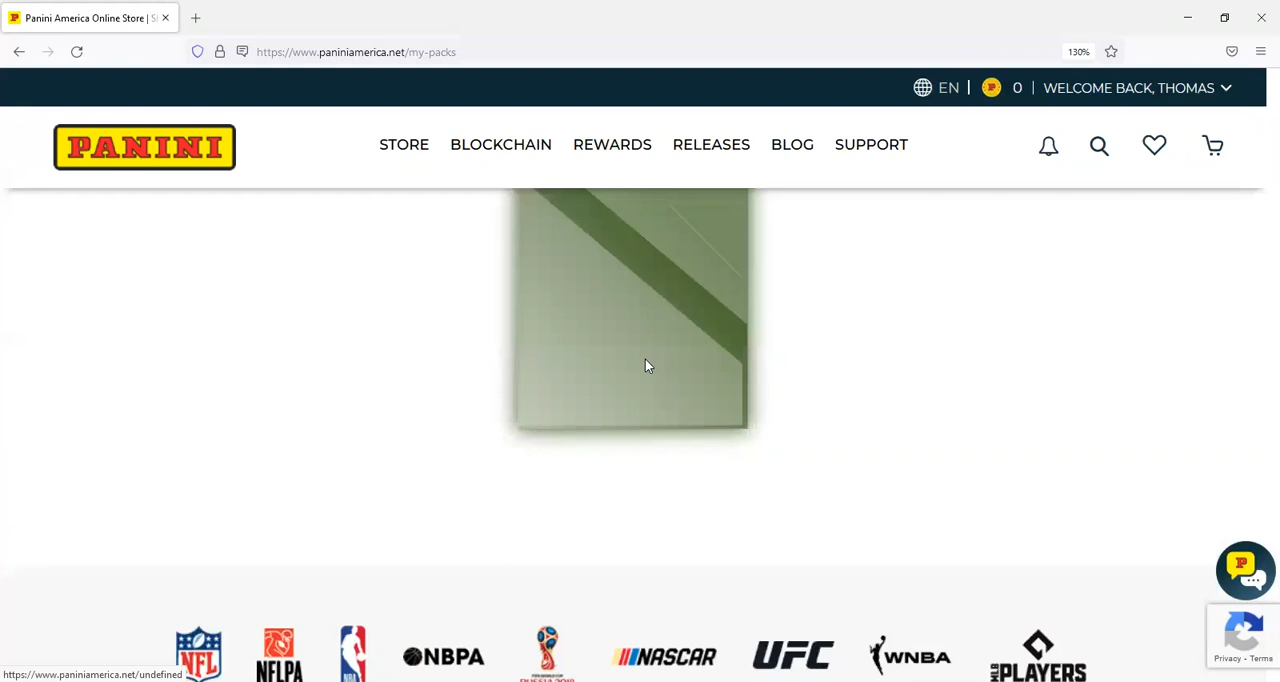 Panini America Online Store | S
https://www.paniniamerica.net/my-packs
130%
EN | P 0 | WELCOME BACK, THOMAS
PANINI
STORE BLOCKCHAIN REWARDS RELEASES BLOG SUPPORT
P
NFL NFLPA NBA NBPA NASCAR UFC WNBA MLB PLAYERS
Privacy - Terms
https://www.paniniamerica.net/undefined